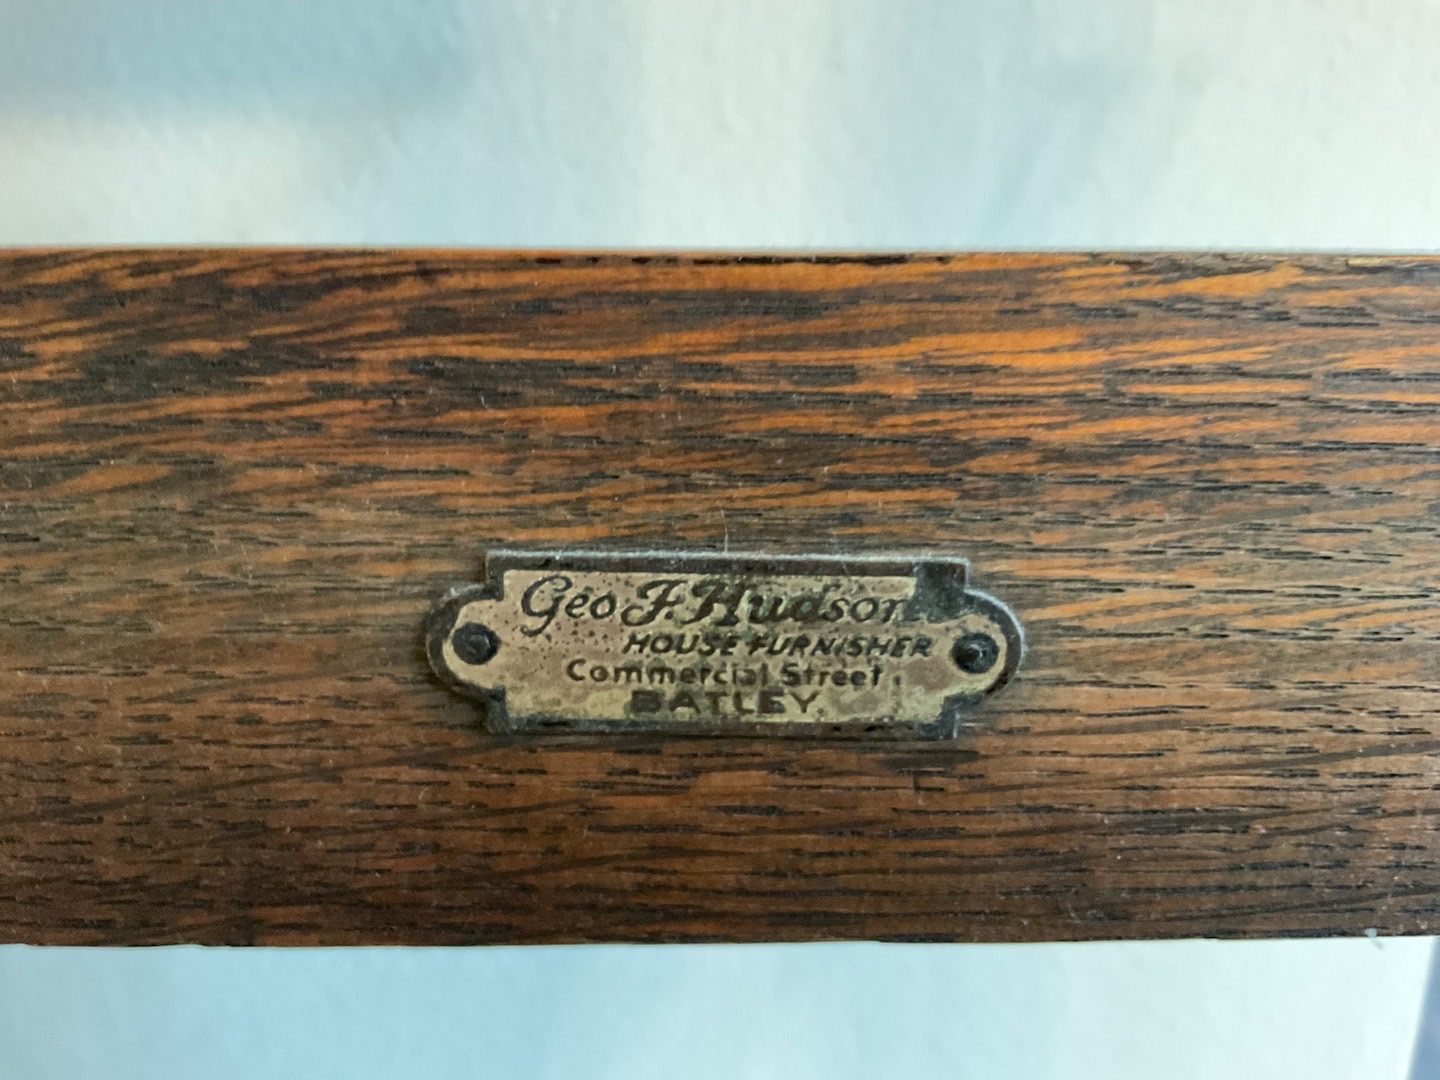 Geo F. Hudson
HOUSE FURNISHER
Commercial Street.
BATLEY